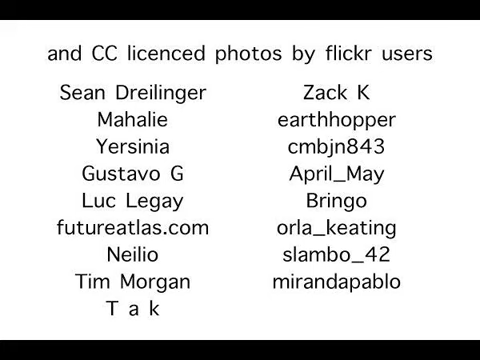 and CC licenced photos by flickr users
Sean Dreilinger
Mahalie
Yersinia
Gustavo G
Luc Legay
futureatlas.com
Neilio
Tim Morgan
T a k
Zack K
earthhopper
cmbjn843
April_May
Bringo
orla_keating
slambo_42
mirandapablo